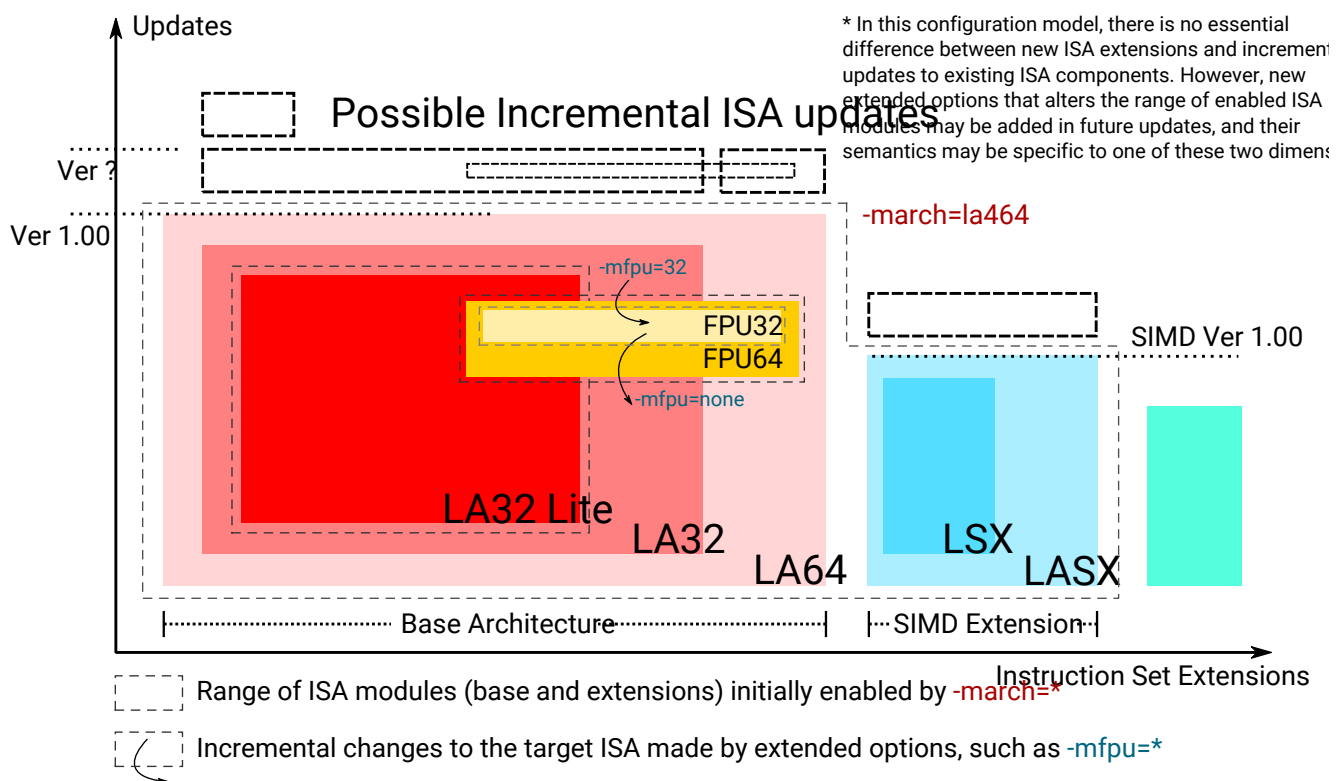 Updates
* In this configuration model, there is no essential
difference between new ISA extensions and increment
updates to existing ISA components. However, new
extended options that alters the range of enabled ISA
modules may be added in future updates, and their
semantics may be specific to one of these two dimens
Possible Incremental ISA updates
Ver ?
Ver 1.00
-march=la464
-mfpu=32
FPU32
FPU64
-mfpu=none
SIMD Ver 1.00
LA32 Lite
LA32
LA64
LSX
LASX
Base Architecture
SIMD Extension
Instruction Set Extensions
Range of ISA modules (base and extensions) initially enabled by -march=*
Incremental changes to the target ISA made by extended options, such as -mfpu=*